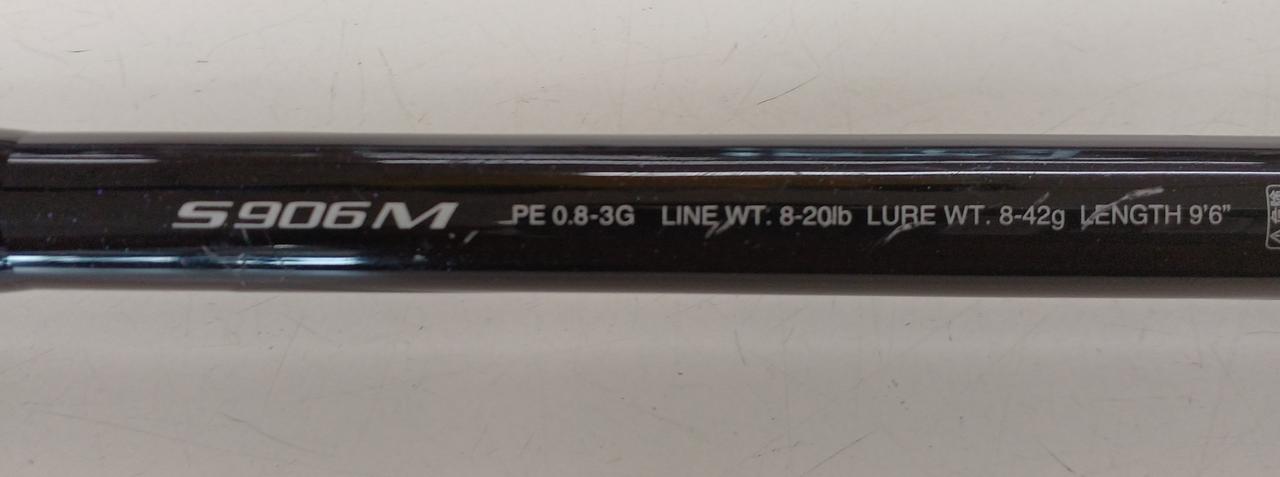 S906M PE 0.8-3G LINE WT. 8-20lb LURE WT. 8-42g LENGTH 9'6"